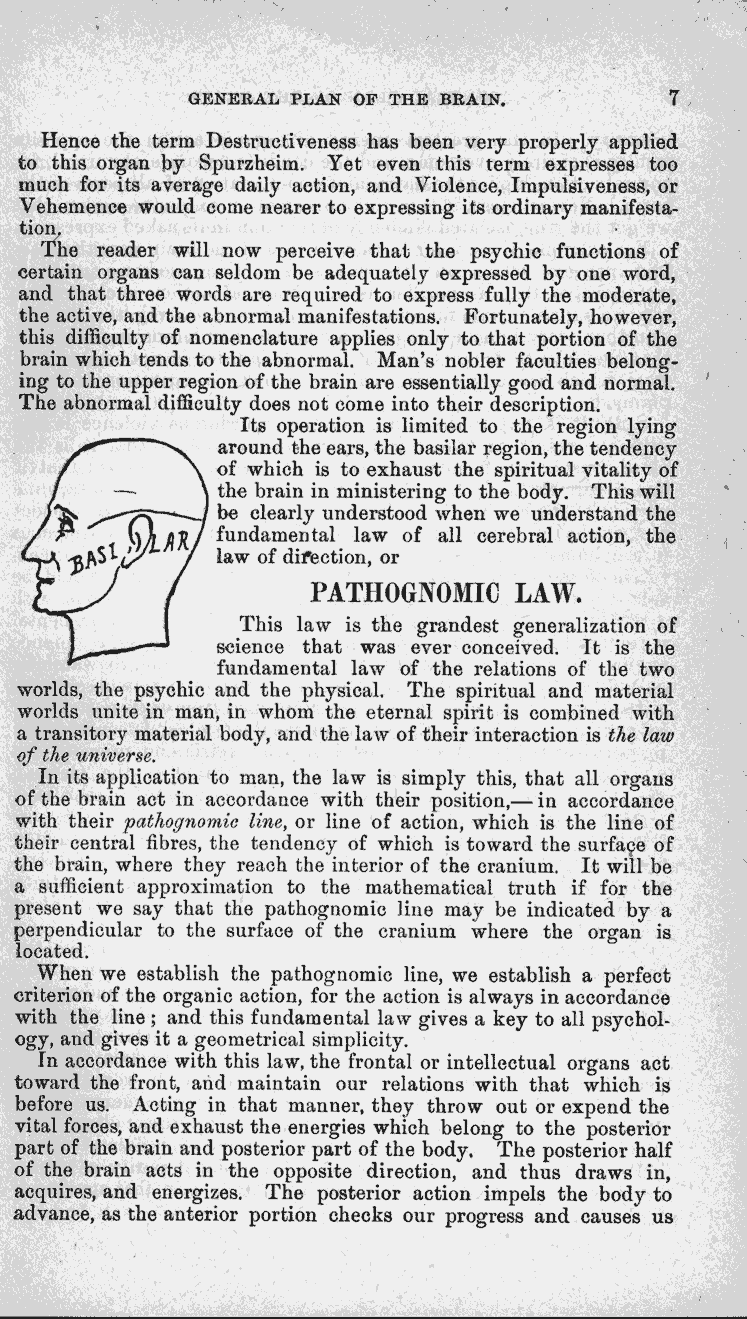 GENERAL PLAN OF THE BRAIN. 7
Hence the term Destructiveness has been very properly applied
to this organ by Spurzheim. Yet even this term expresses too
much for its average daily action, and Violence, Impulsiveness, or
Vehemence would come nearer to expressing its ordinary manifesta-
tion.
The reader will now perceive that the psychic functions of
certain organs can seldom be adequately expressed by one word,
and that three words are required to express fully the moderate,
the active, and the abnormal manifestations. Fortunately, however,
this difficulty of nomenclature applies only to that portion of the
brain which tends to the abnormal. Man's nobler faculties belong-
ing to the upper region of the brain are essentially good and normal.
The abnormal difficulty does not come into their description.
Its operation is limited to the region lying
around the ears, the basilar region, the tendency
of which is to exhaust the spiritual vitality of
the brain in ministering to the body. This will
be clearly understood when we understand the
fundamental law of all cerebral action, the
law of direction, or
BASI LAR
PATHOGNOMIC LAW.
This law is the grandest generalization of
science that was ever conceived. It is the
fundamental law of the relations of the two
worlds, the psychic and the physical. The spiritual and material
worlds unite in man, in whom the eternal spirit is combined with
a transitory material body, and the law of their interaction is the law
of the universe.
In its application to man, the law is simply this, that all organs
of the brain act in accordance with their position,— in accordance
with their pathognomic line, or line of action, which is the line of
their central fibres, the tendency of which is toward the surface of
the brain, where they reach the interior of the cranium. It will be
a sufficient approximation to the mathematical truth if for the
present we say that the pathognomic line may be indicated by a
perpendicular to the surface of the cranium where the organ is
located.
When we establish the pathognomic line, we establish a perfect
criterion of the organic action, for the action is always in accordance
with the line; and this fundamental law gives a key to all psychol-
ogy, and gives it a geometrical simplicity.
In accordance with this law, the frontal or intellectual organs act
toward the front, and maintain our relations with that which is
before us. Acting in that manner, they throw out or expend the
vital forces, and exhaust the energies which belong to the posterior
part of the brain and posterior part of the body. The posterior half
of the brain acts in the opposite direction, and thus draws in,
acquires, and energizes. The posterior action impels the body to
advance, as the anterior portion checks our progress and causes us